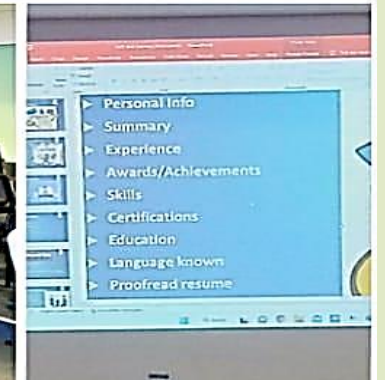 Personal Info
Summary
Experience
Awards/Achievements
Skills
Certifications
Education
Language known
Proofread resume